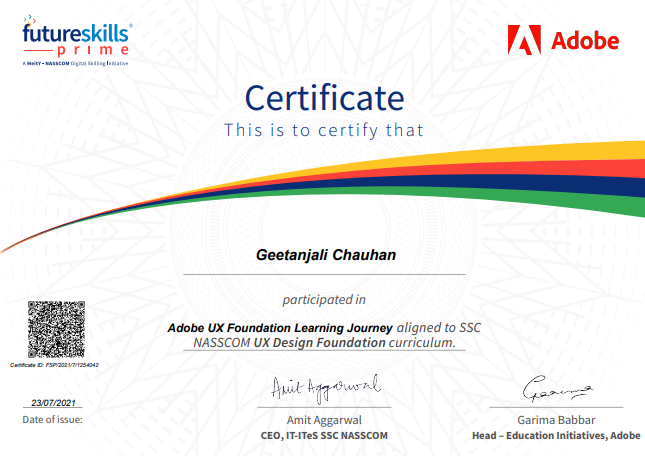 futureskills®
prime
A MeitY • NASSCOM Digital Skilling Initiative
Adobe
Certificate
This is to certify that
Geetanjali Chauhan
participated in
Adobe UX Foundation Learning Journey aligned to SSC
NASSCOM UX Design Foundation curriculum.
Certificate ID: FSP/2021/7/1254042
23/07/2021
Date of issue:
Amit Aggarwal
Amit Aggarwal
CEO, IT-ITeS SSC NASSCOM
Garima
Garima Babbar
Head – Education Initiatives, Adobe